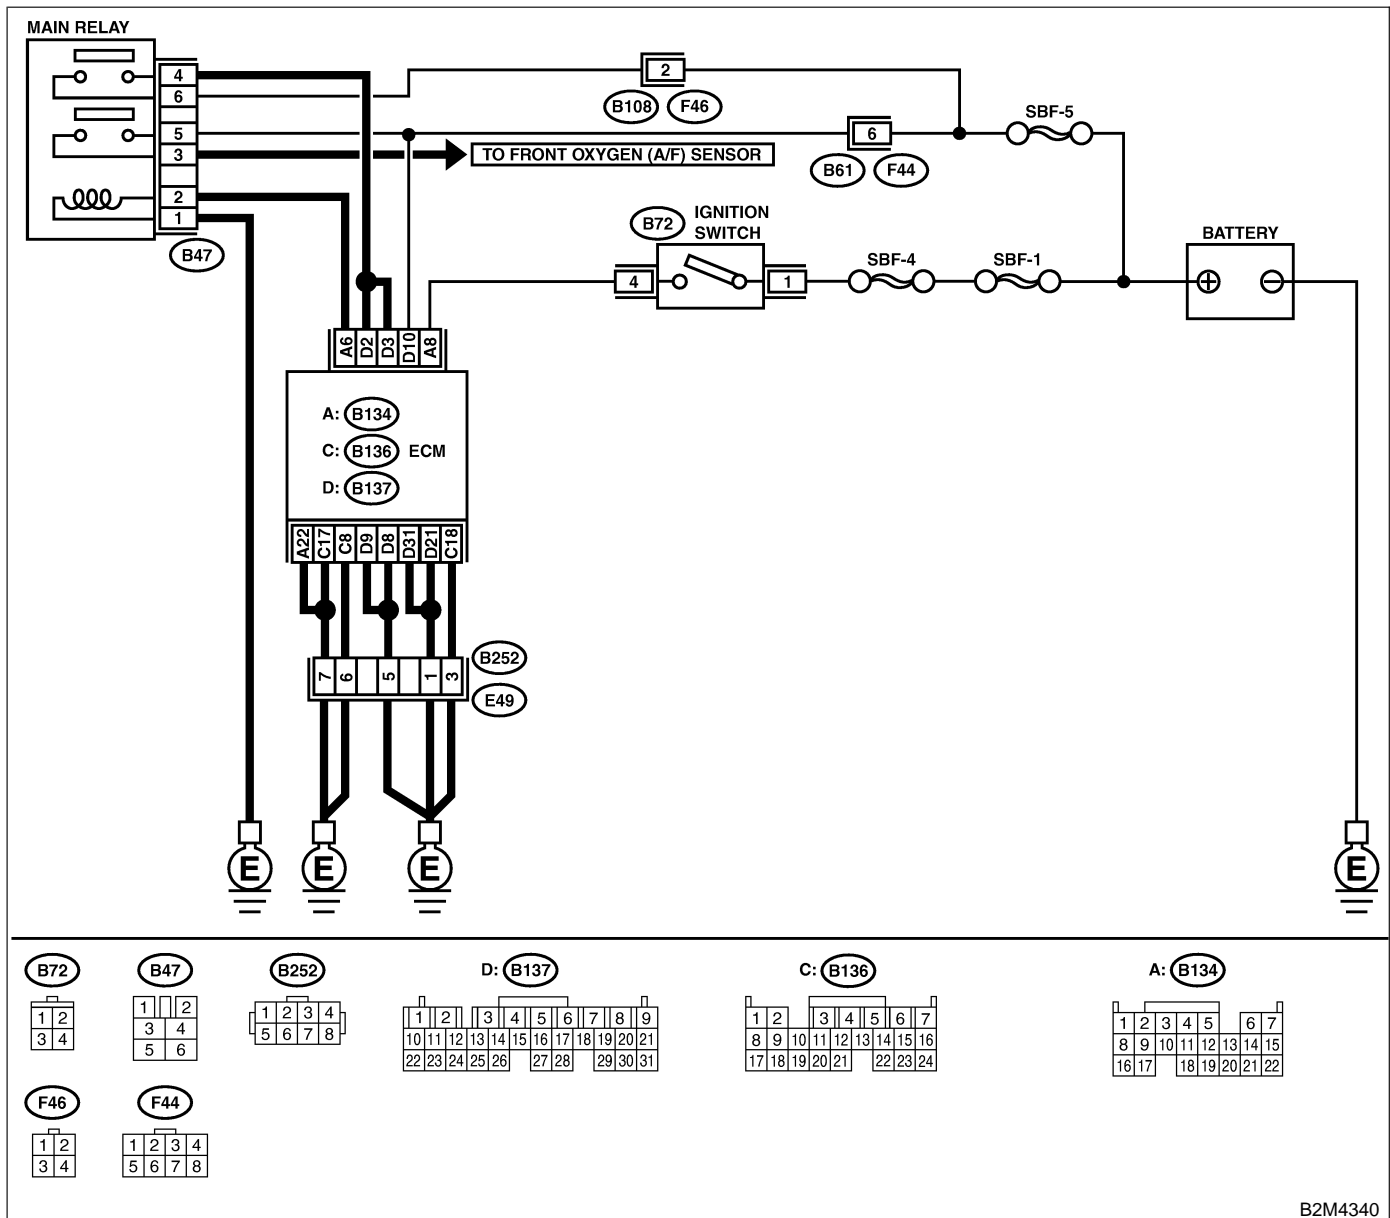 MAIN RELAY
4
6
5
3
2
1
B47
2
B108 F46
TO FRONT OXYGEN (A/F) SENSOR
6
B61 F44
SBF-5
B72
IGNITION
SWITCH
4
1
SBF-4
SBF-1
BATTERY
A6 D2 D3 D10 A8
A: B134
C: B136 ECM
D: B137
A22 C17 C8 D9 D8 D31 D21 C18
7 6 5 1 3
B252
E49
E E E E
B72
1 2
3 4
B47
1 2
3 4
5 6
B252
1 2 3 4
5 6 7 8
D: B137
1 2 3 4 5 6 7 8 9
10 11 12 13 14 15 16 17 18 19 20 21
22 23 24 25 26 27 28 29 30 31
C: B136
1 2 3 4 5 6 7
8 9 10 11 12 13 14 15 16
17 18 19 20 21 22 23 24
A: B134
1 2 3 4 5 6 7
8 9 10 11 12 13 14 15
16 17 18 19 20 21 22
F46
1 2
3 4
F44
1 2 3 4
5 6 7 8
B2M4340